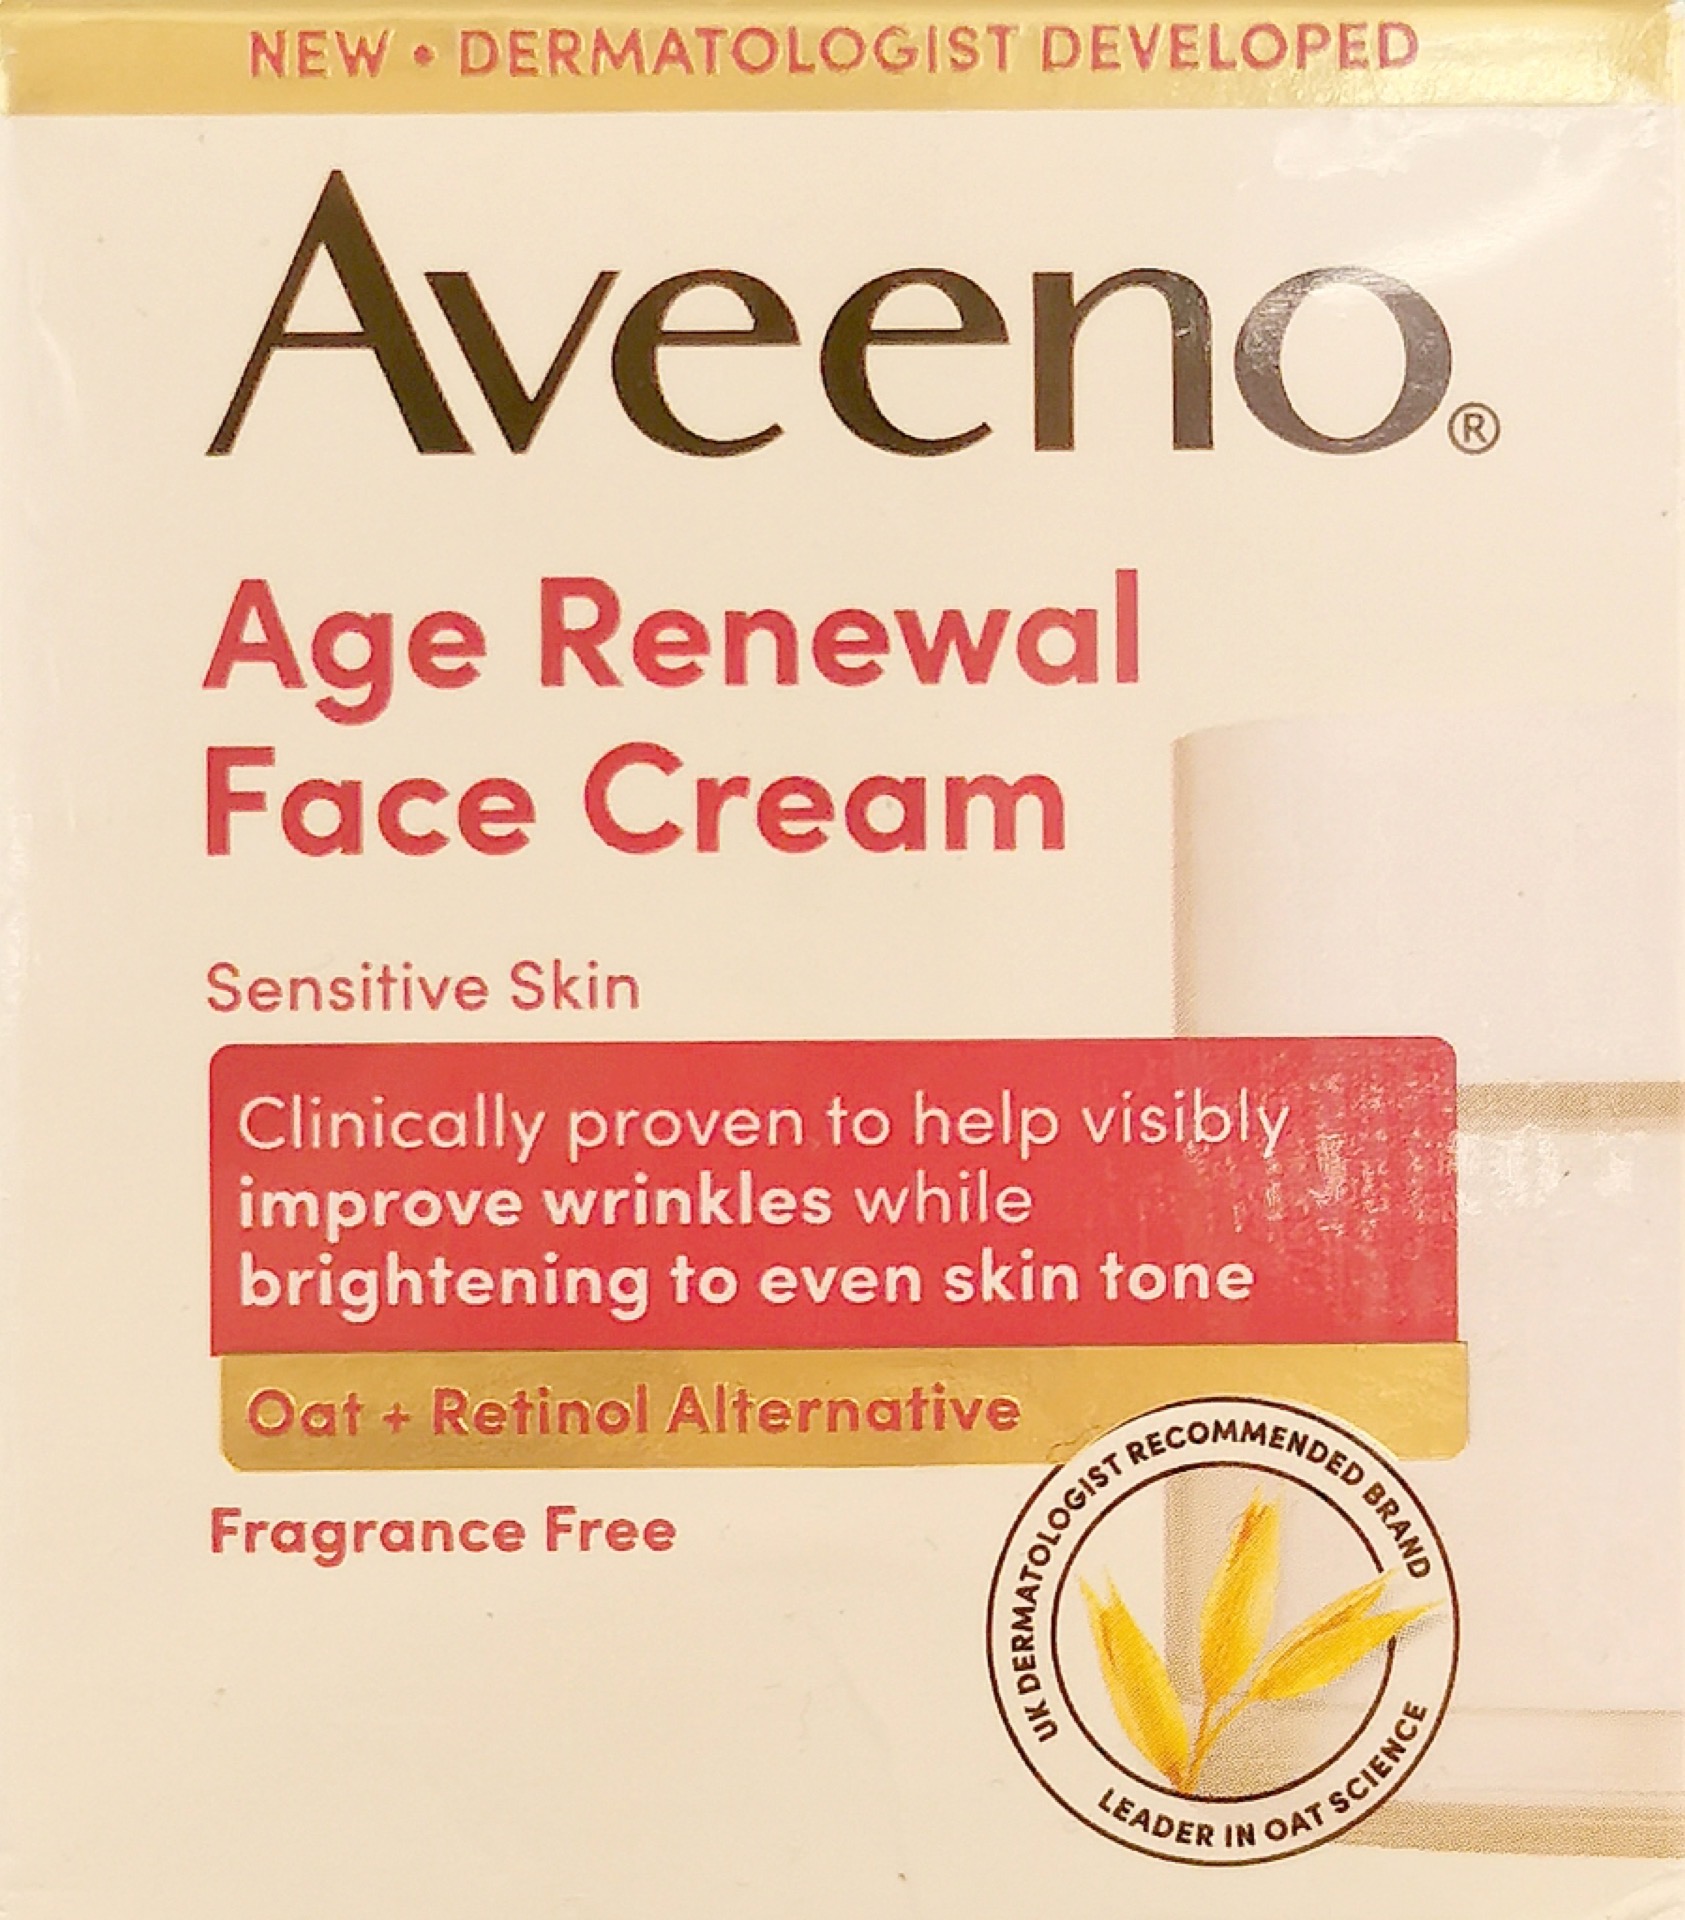 NEW • DERMATOLOGIST DEVELOPED
Aveeno®
Age Renewal
Face Cream
Sensitive Skin
Clinically proven to help visibly
improve wrinkles while
brightening to even skin tone
Oat + Retinol Alternative
Fragrance Free
UK DERMATOLOGIST RECOMMENDED BRAND
LEADER IN OAT SCIENCE